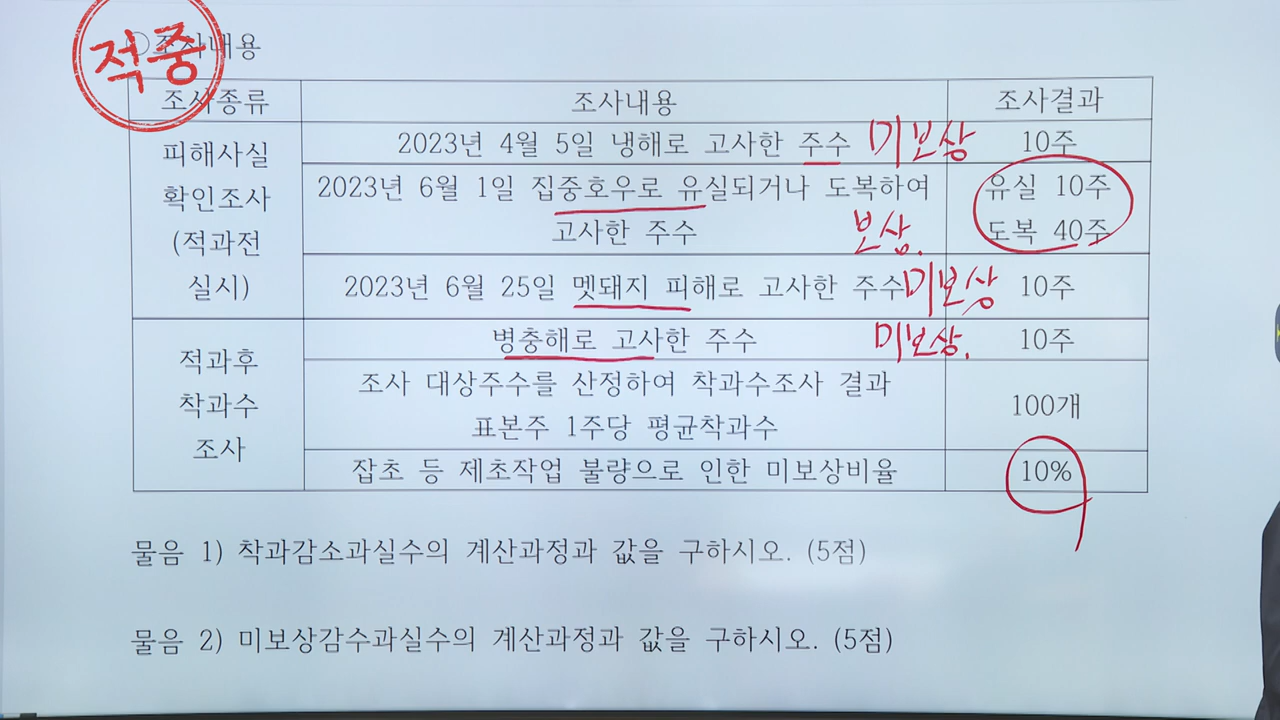 적중
○ 조사내용
조사종류 조사내용 조사결과
피해사실
확인조사
(적과전
실시)
2023년 4월 5일 냉해로 고사한 주수 미보상 10주
2023년 6월 1일 집중호우로 유실되거나 도복하여
고사한 주수 보상.
유실 10주
도복 40주
2023년 6월 25일 멧돼지 피해로 고사한 주수 미보상 10주
적과후
착과수
조사
병충해로 고사한 주수 미보상. 10주
조사 대상주수를 산정하여 착과수조사 결과
표본주 1주당 평균착과수
100개
잡초 등 제초작업 불량으로 인한 미보상비율 10%
물음 1) 착과감소과실수의 계산과정과 값을 구하시오. (5점)
물음 2) 미보상감수과실수의 계산과정과 값을 구하시오. (5점)